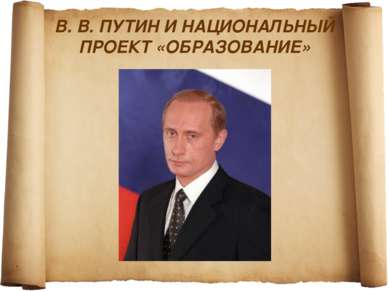 В. В. ПУТИН И НАЦИОНАЛЬНЫЙ
ПРОЕКТ «ОБРАЗОВАНИЕ»